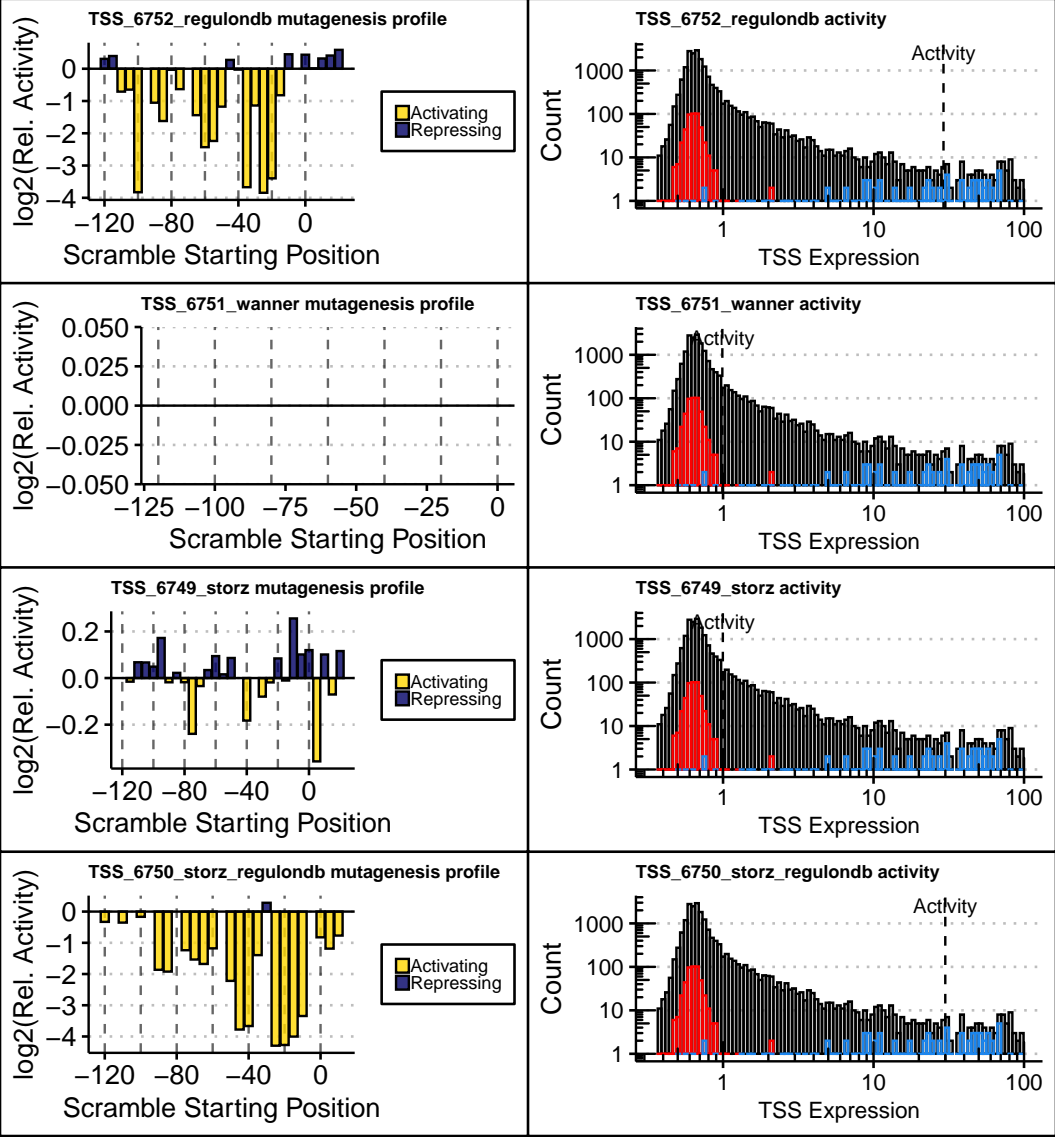 TSS_6752_regulondb mutagenesis profile
log2(Rel. Activity)
0
−1
−2
−3
−4
−120 −80 −40 0
Scramble Starting Position
Activating
Repressing
TSS_6752_regulondb activity
Activity
Count
1000
100
10
1
1 10 100
TSS Expression
TSS_6751_wanner mutagenesis profile
log2(Rel. Activity)
0.050
0.025
0.000
−0.025
−0.050
−125 −100 −75 −50 −25 0
Scramble Starting Position
TSS_6751_wanner activity
Activity
Count
1000
100
10
1
1 10 100
TSS Expression
TSS_6749_storz mutagenesis profile
log2(Rel. Activity)
0.2
0.0
−0.2
−120 −80 −40 0
Scramble Starting Position
Activating
Repressing
TSS_6749_storz activity
Activity
Count
1000
100
10
1
1 10 100
TSS Expression
TSS_6750_storz_regulondb mutagenesis profile
log2(Rel. Activity)
0
−1
−2
−3
−4
−120 −80 −40 0
Scramble Starting Position
Activating
Repressing
TSS_6750_storz_regulondb activity
Activity
Count
1000
100
10
1
1 10 100
TSS Expression